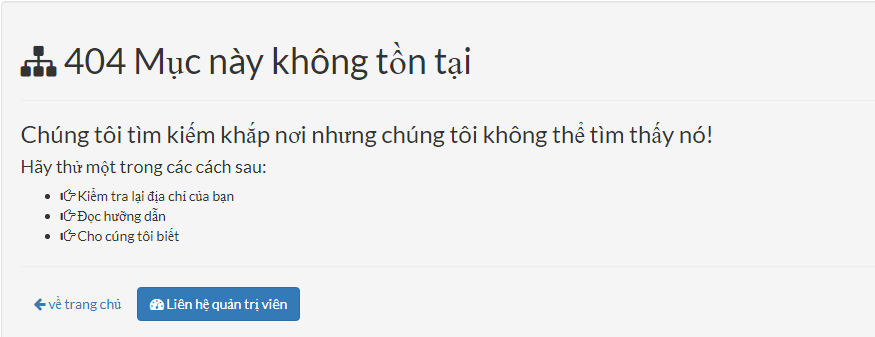 404 Mục này không tồn tại
Chúng tôi tìm kiếm khắp nơi nhưng chúng tôi không thể tìm thấy nó!
Hãy thử một trong các cách sau:
Kiểm tra lại địa chỉ của bạn
Đọc hưỡng dẫn
Cho cúng tôi biết
về trang chủ Liên hệ quản trị viên